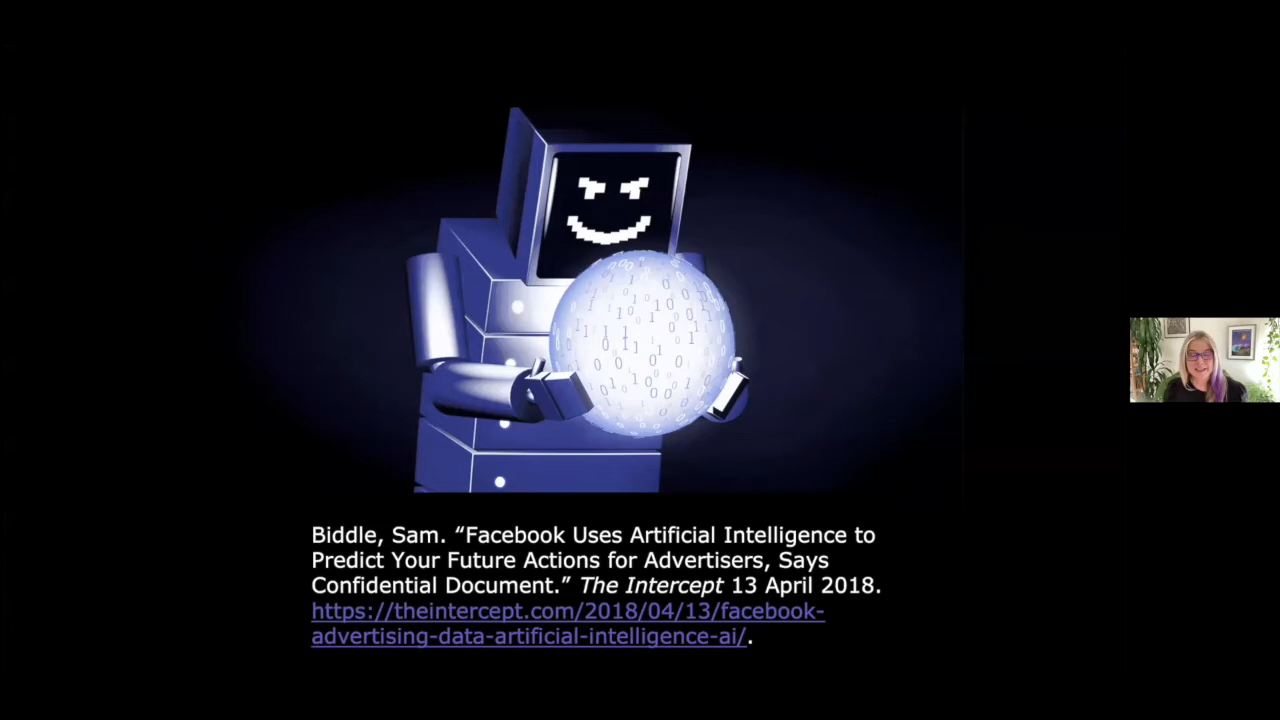 Biddle, Sam. “Facebook Uses Artificial Intelligence to
Predict Your Future Actions for Advertisers, Says
Confidential Document.” The Intercept 13 April 2018.
https://theintercept.com/2018/04/13/facebook-
advertising-data-artificial-intelligence-ai/.